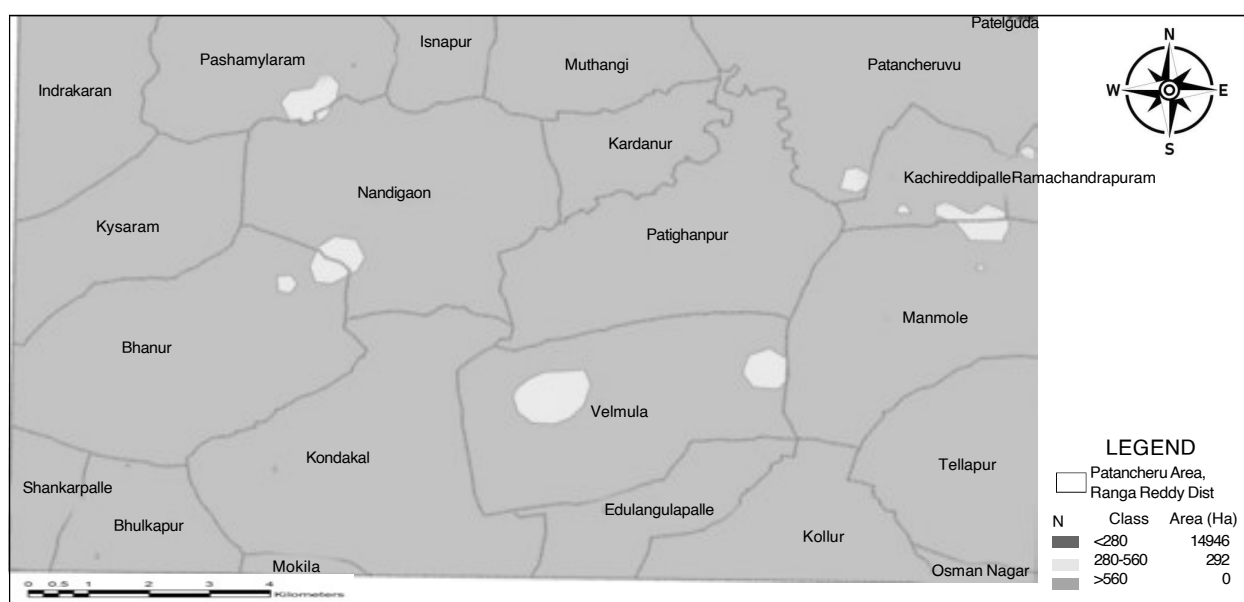 Patelguda
Isnapur
Pashamylaram
Muthangi
Patancheruvu
Indrakaran
Kardanur
KachireddipalleRamachandrapuram
Nandigaon
Kysaram
Patighanpur
Manmole
Bhanur
Velmula
Kondakal
Tellapur
Shankarpalle
Edulangulapalle
Bhulkapur
Kollur
Mokila
Osman Nagar
0 0.5 1 2 3 4
Kilometers
N
W E
S
LEGEND
Patancheru Area,
Ranga Reddy Dist
N Class Area (Ha)
<280 14946
280-560 292
>560 0